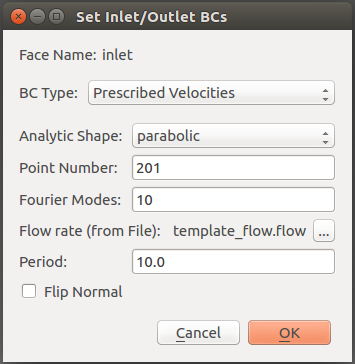 Set Inlet/Outlet BCs
Face Name: inlet
BC Type: Prescribed Velocities
Analytic Shape: parabolic
Point Number: 201
Fourier Modes: 10
Flow rate (from File): template_flow.flow ...
Period: 10.0
Flip Normal
Cancel OK